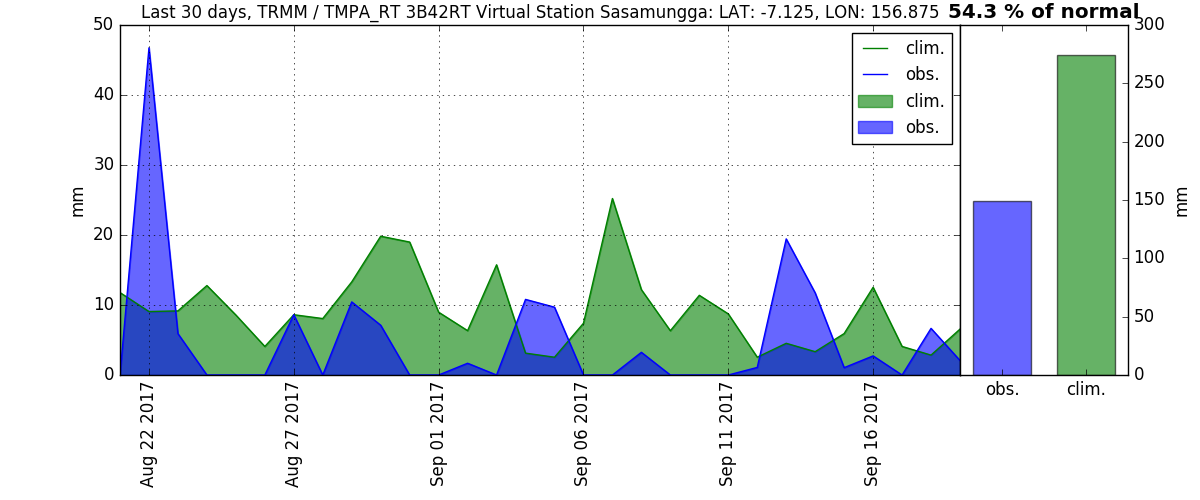 Last 30 days, TRMM / TMPA_RT 3B42RT Virtual Station Sasamungga: LAT: -7.125, LON: 156.875 54.3 % of normal
50
40
30
20
10
0
mm
clim.
obs.
clim.
obs.
300
250
200
150
100
50
0
mm
obs.
clim.
Aug 22 2017
Aug 27 2017
Sep 01 2017
Sep 06 2017
Sep 11 2017
Sep 16 2017